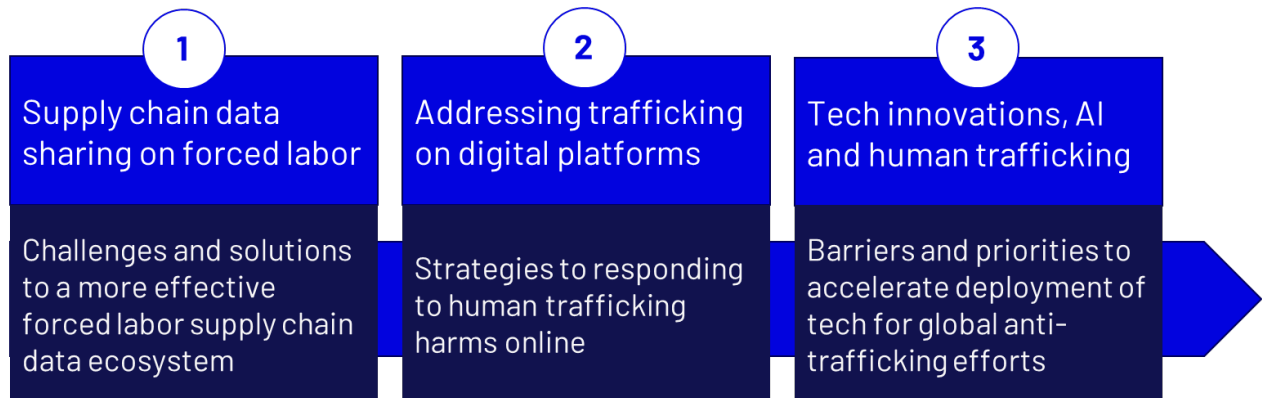 1
Supply chain data
sharing on forced labor
Challenges and solutions
to a more effective
forced labor supply chain
data ecosystem
2
Addressing trafficking
on digital platforms
Strategies to responding
to human trafficking
harms online
3
Tech innovations, AI
and human trafficking
Barriers and priorities to
accelerate deployment of
tech for global anti-
trafficking efforts